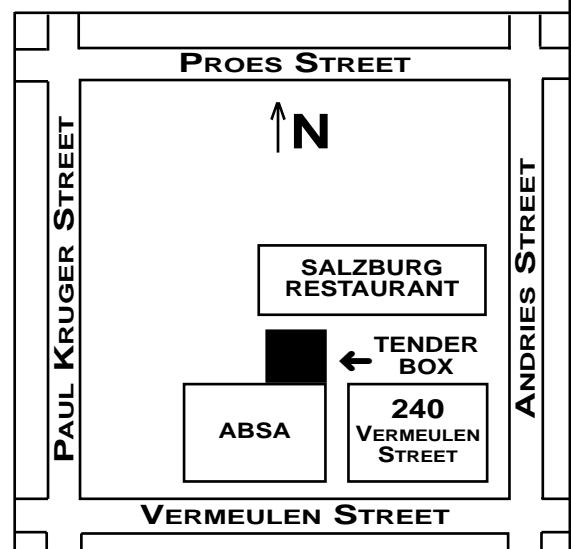 PROES STREET
N
PAUL KRUGER STREET
ANDRIES STREET
SALZBURG
RESTAURANT
TENDER
BOX
ABSA
240
VERMEULEN
STREET
VERMEULEN STREET